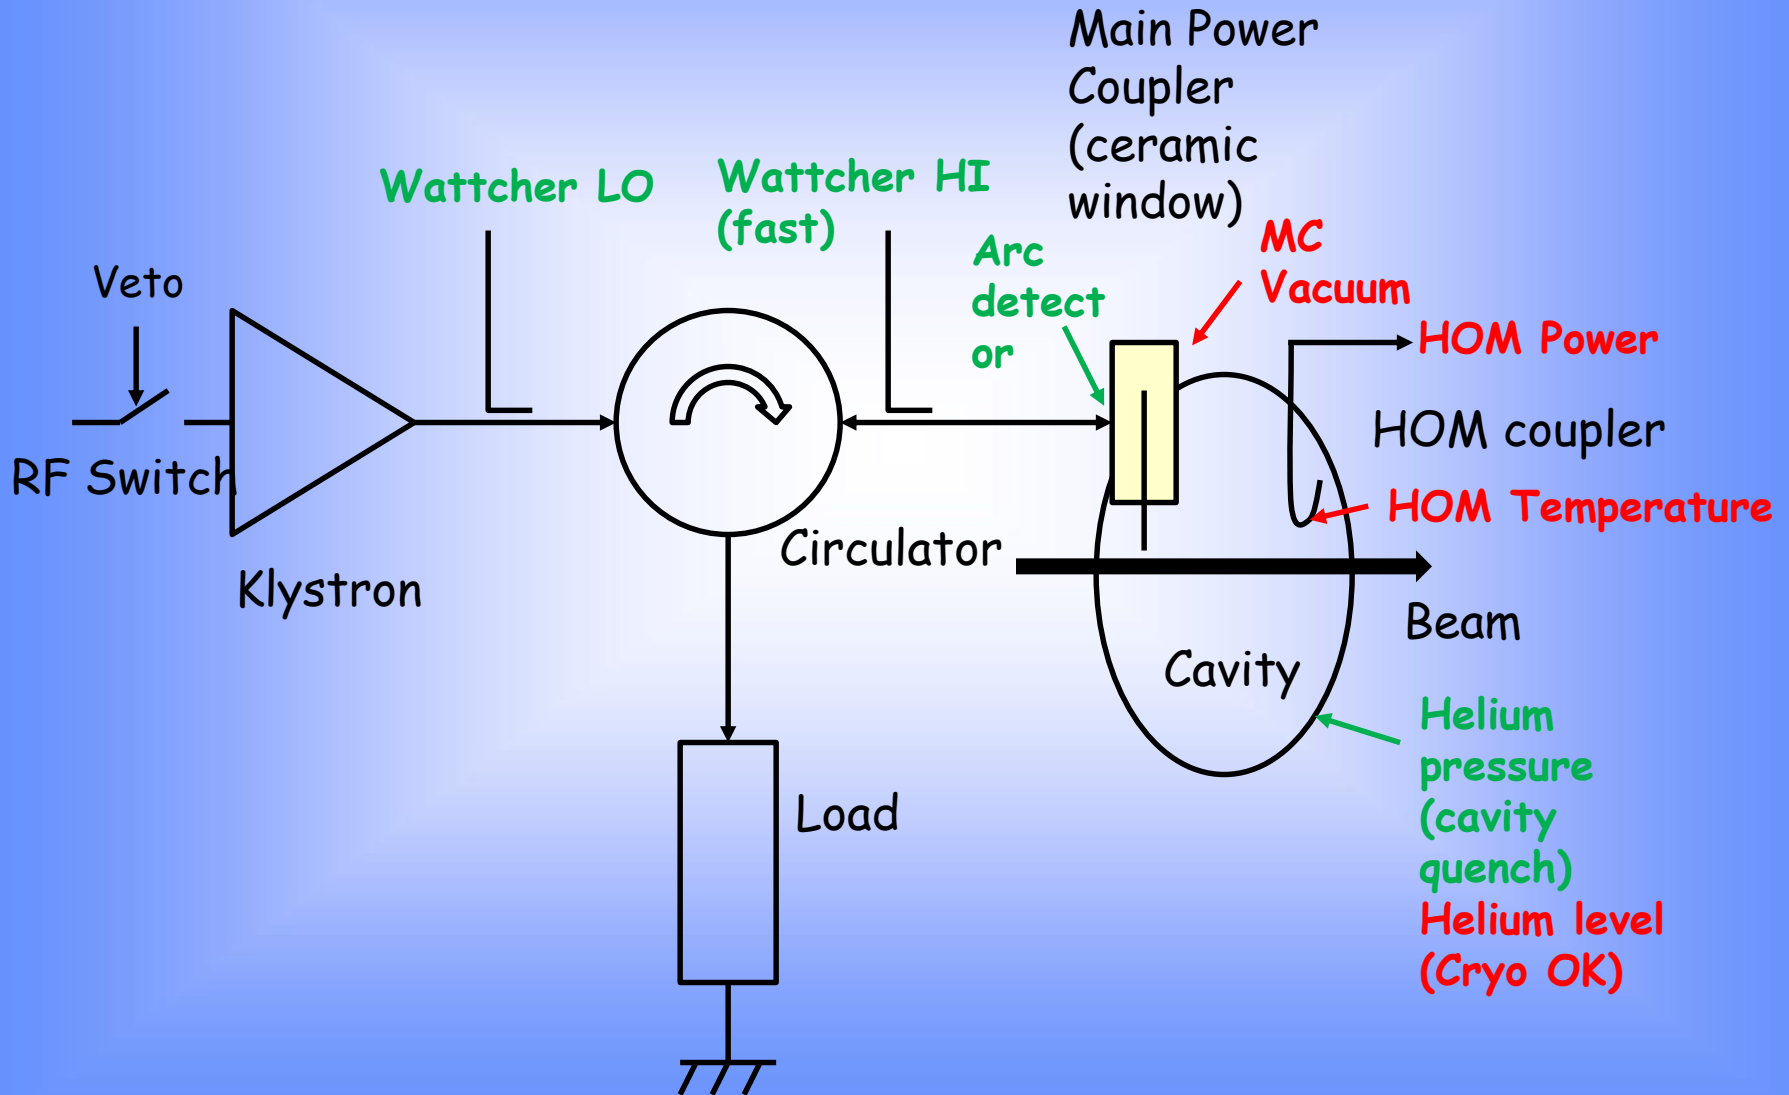 Main Power
Coupler
(ceramic
window)
Wattcher LO
Wattcher HI
(fast)
Arc
detect
or
MC
Vacuum
Veto
HOM Power
HOM coupler
RF Switch
HOM Temperature
Circulator
Klystron
Beam
Cavity
Load
Helium
pressure
(cavity
quench)
Helium level
(Cryo OK)